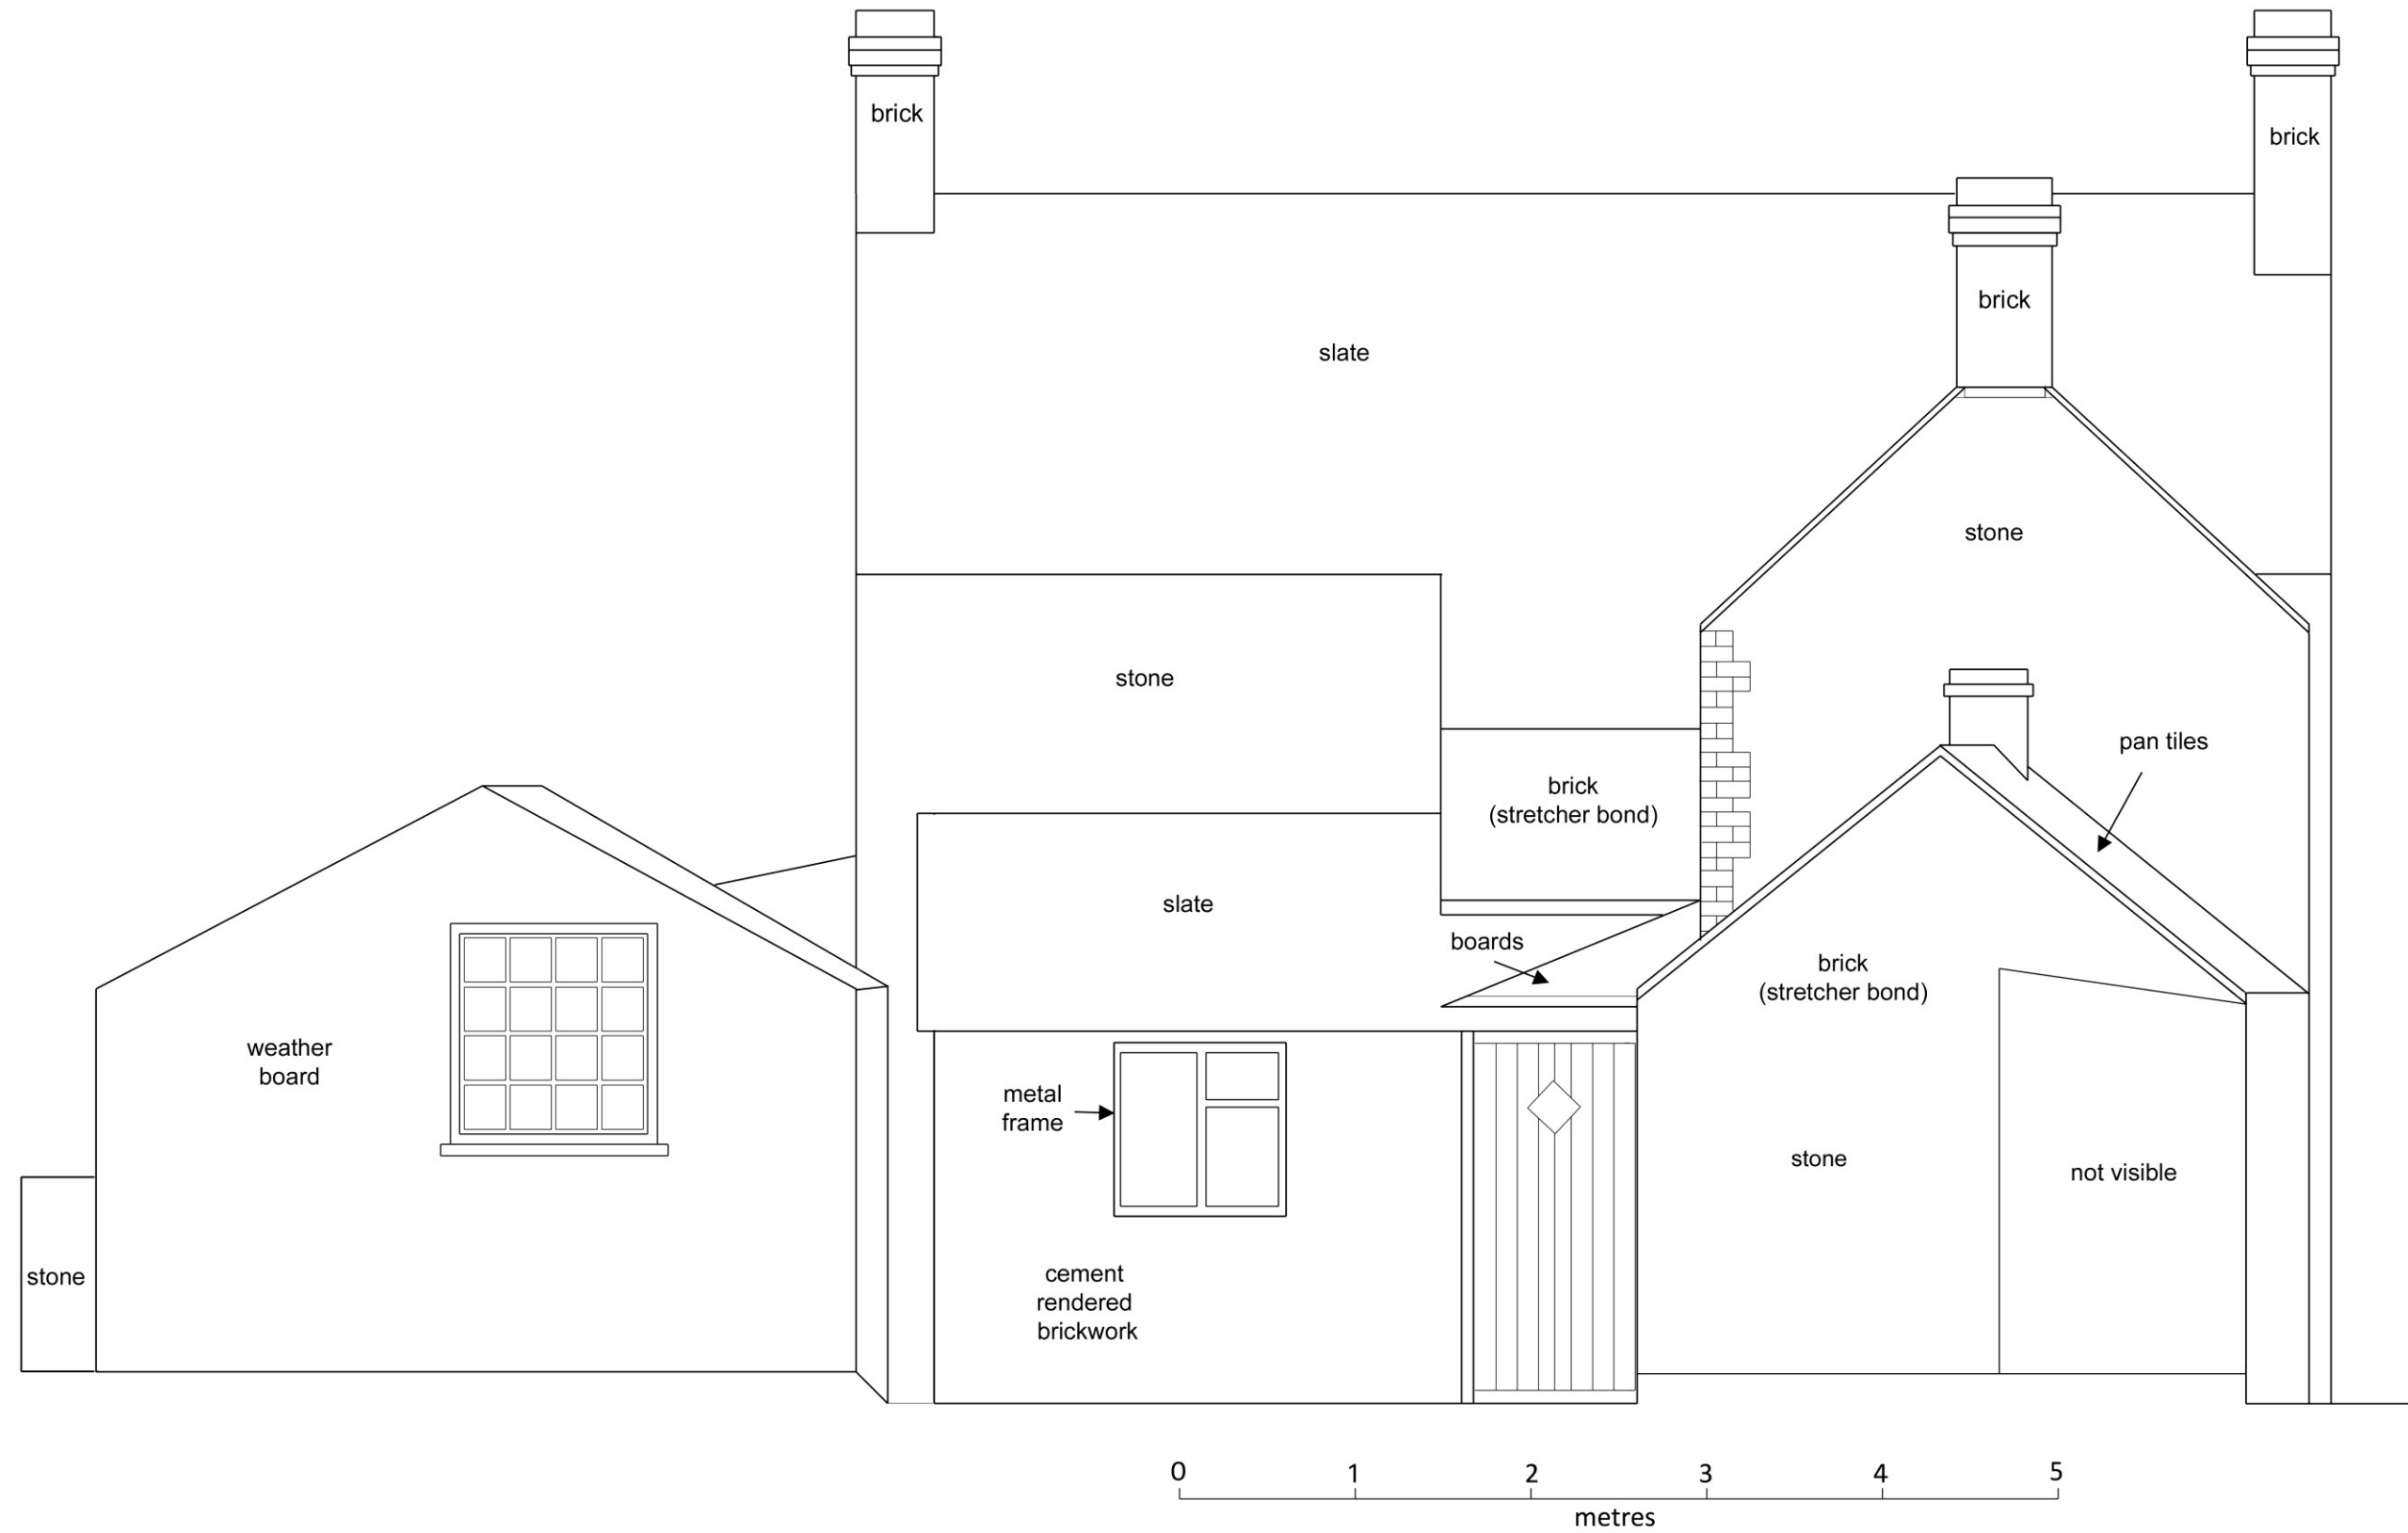 brick
brick
brick
slate
stone
stone
pan tiles
brick
(stretcher bond)
slate
boards
brick
(stretcher bond)
weather
board
metal
frame
stone
not visible
stone
cement
rendered
brickwork
0 1 2 3 4 5
metres